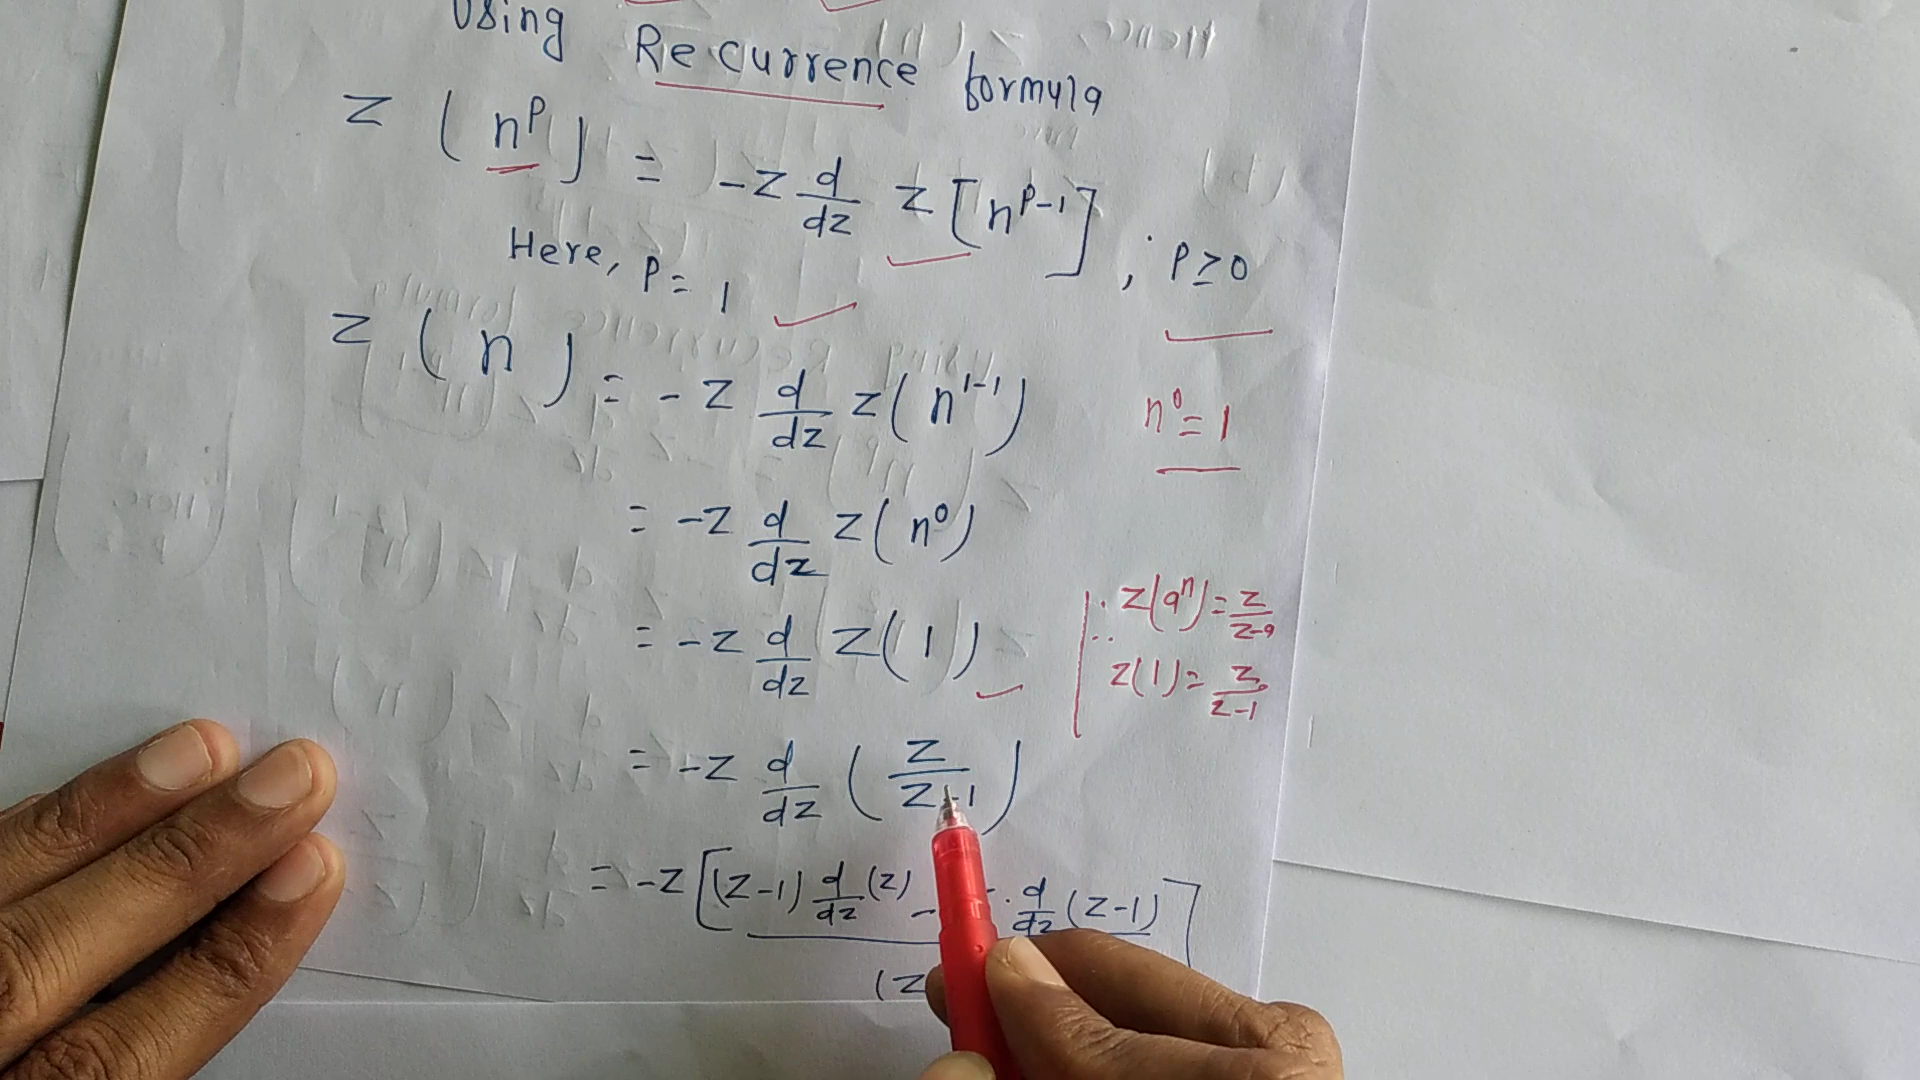 Using Recurrence formula
Z (n^p) = -Z d/dz Z [n^p-1] , ; P ≥ 0
Here, P = 1
Z (n) = -Z d/dz Z(n^1-1)
n^0 = 1
= -Z d/dz Z(n^0)
= -Z d/dz Z(1)
∵ Z(a^n) = Z/Z-a
Z(1) = Z/Z-1
= -Z d/dz (Z/Z-1)
= -Z [(Z-1) d/dz (Z) - . d/dz (Z-1)]
(Z